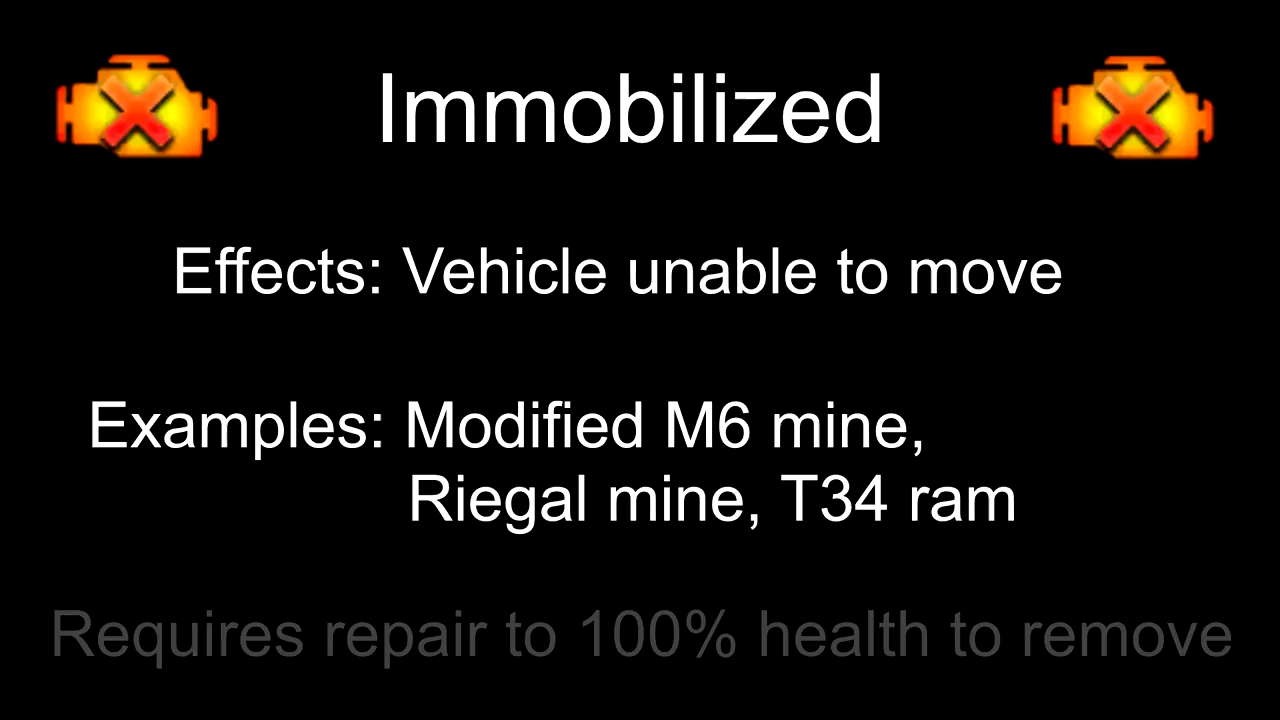 Immobilized
Effects: Vehicle unable to move
Examples: Modified M6 mine,
Riegal mine, T34 ram
Requires repair to 100% health to remove